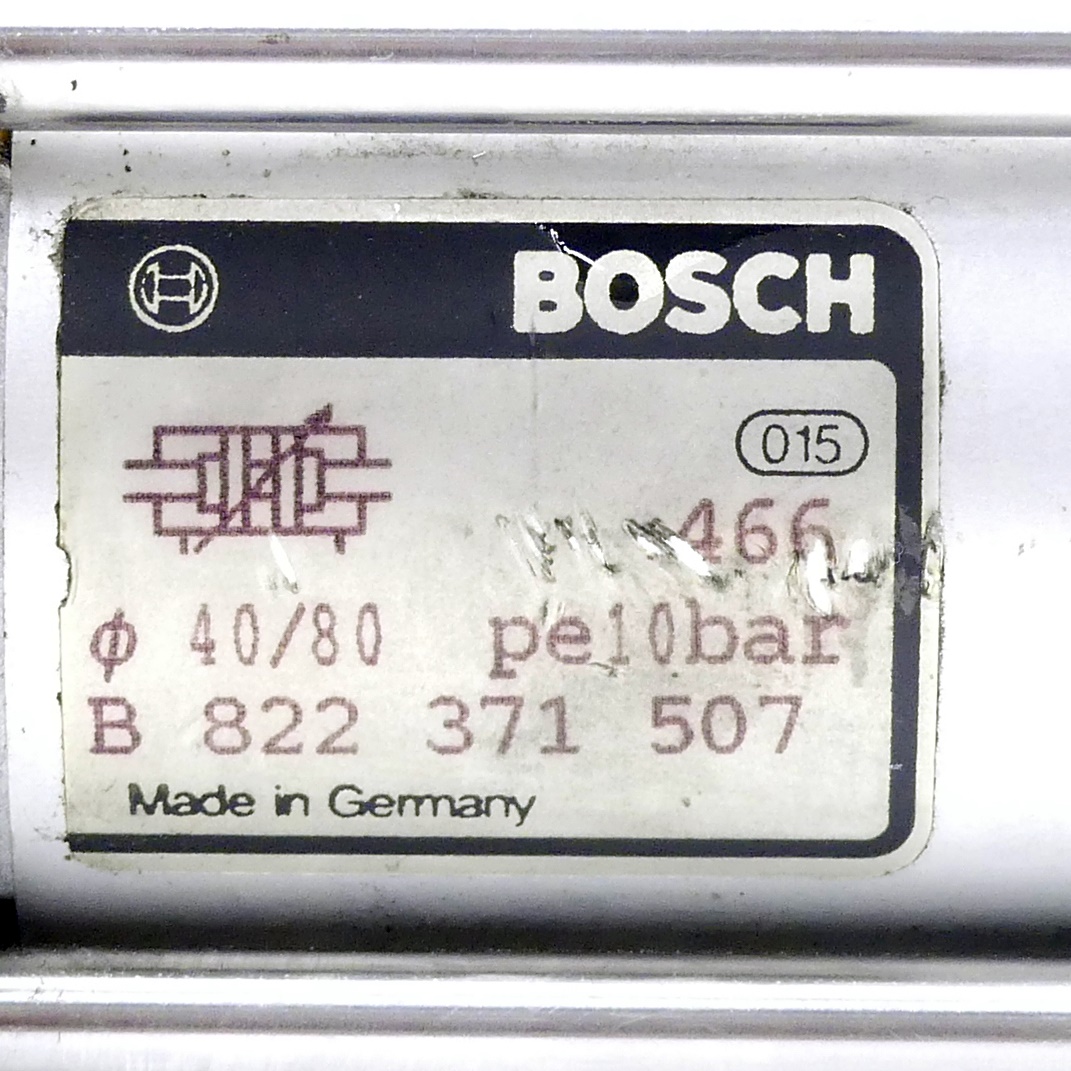 BOSCH
015
466
ϕ 40/80 pe10bar
B 822 371 507
Made in Germany